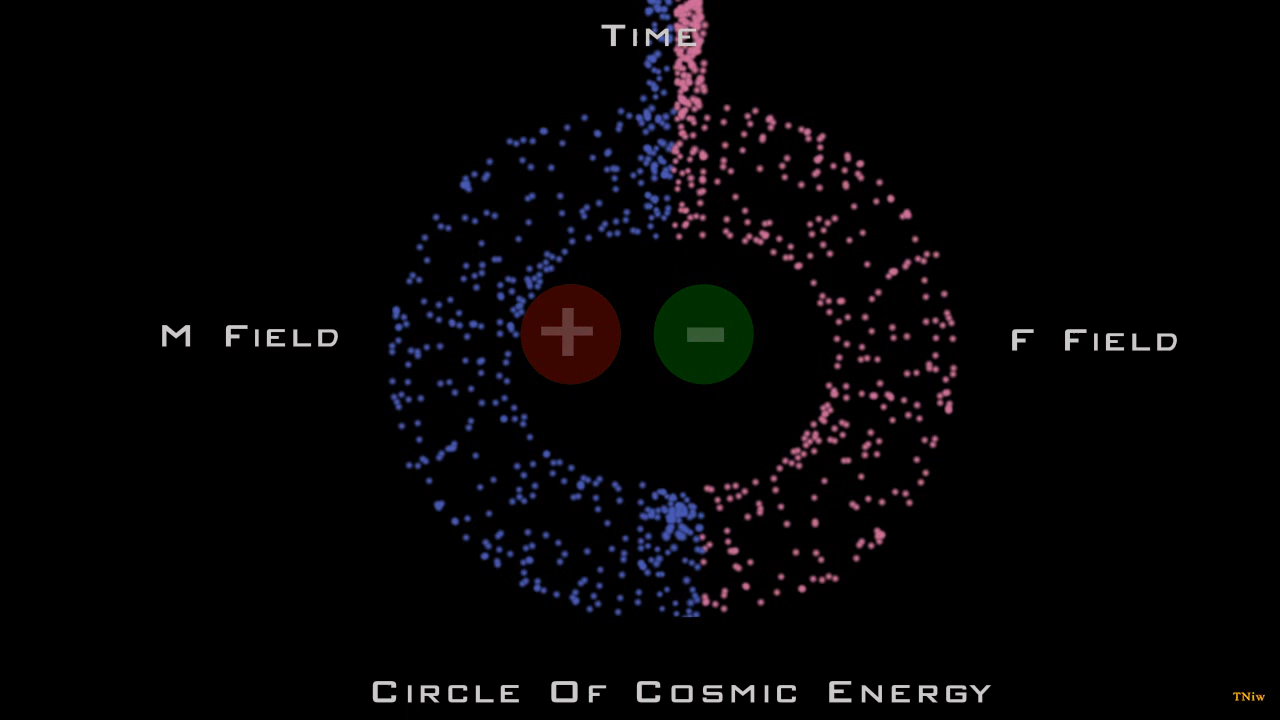 Time
+ -
M Field
F Field
Circle Of Cosmic Energy
TNiw